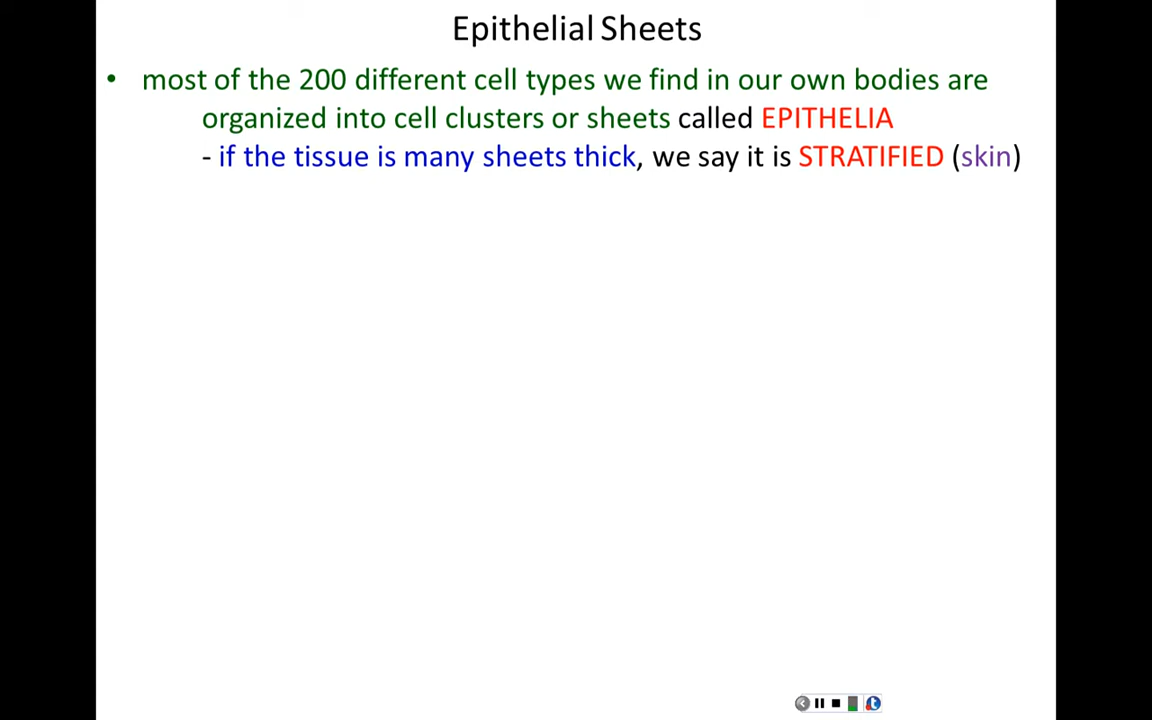 Epithelial Sheets
• most of the 200 different cell types we find in our own bodies are
organized into cell clusters or sheets called EPITHELIA
- if the tissue is many sheets thick, we say it is STRATIFIED (skin)